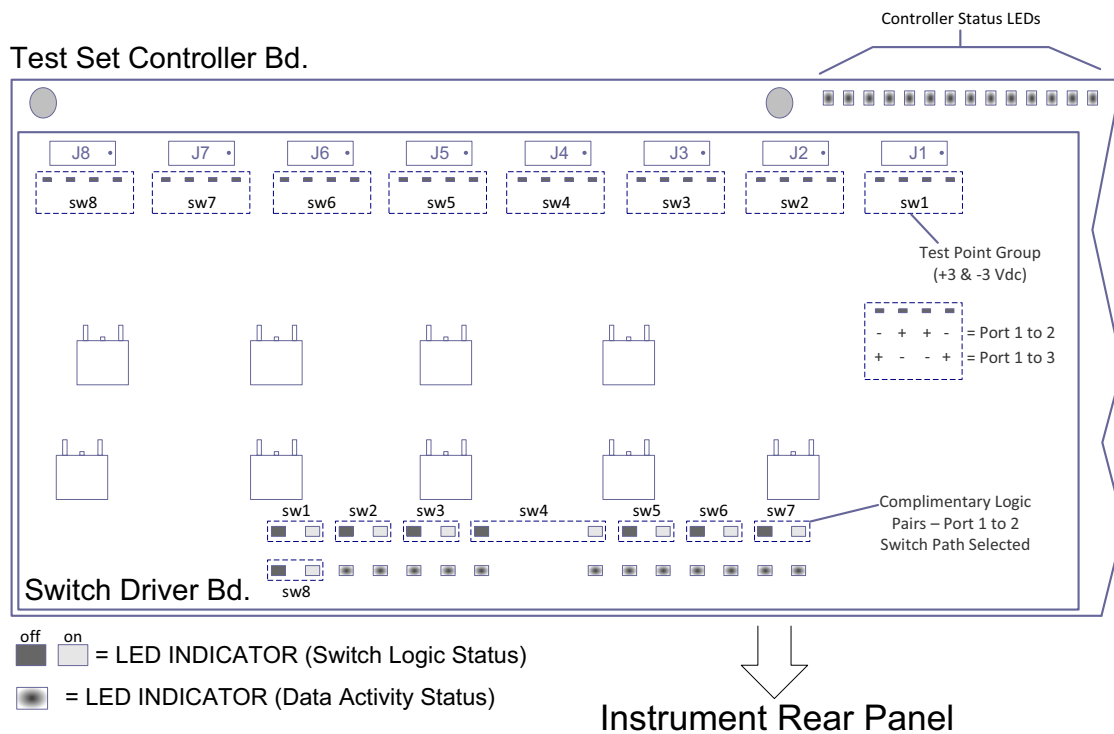 Controller Status LEDs
Test Set Controller Bd.
J8 J7 J6 J5 J4 J3 J2 J1
sw8 sw7 sw6 sw5 sw4 sw3 sw2 sw1
Test Point Group
(+3 & -3 Vdc)
- + + - = Port 1 to 2
+ - - + = Port 1 to 3
sw1 sw2 sw3 sw4 sw5 sw6 sw7
Complimentary Logic
Pairs – Port 1 to 2
Switch Path Selected
sw8
Switch Driver Bd.
off on
= LED INDICATOR (Switch Logic Status)
= LED INDICATOR (Data Activity Status)
Instrument Rear Panel